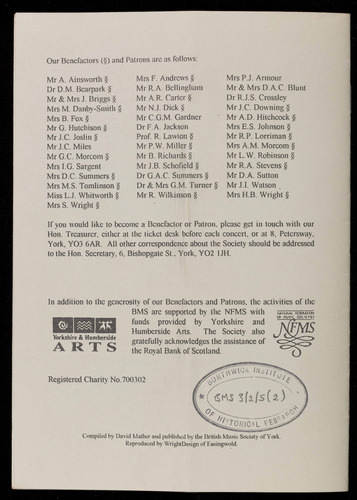 Our Benefactors (§) and Patrons are as follows:
Mr A. Ainsworth § Mrs F. Andrews § Mrs P.J. Armour
Dr D.M. Bearpark § Mr R.A. Bellingham Mr & Mrs D.A.C. Blunt
Mr & Mrs J. Briggs § Mr A.R. Carter § Dr R.J.S. Crossley
Mrs M. Danby-Smith § Mr N.J. Dick § Mr J.C. Downing §
Mrs B. Fox § Mr C.G.M. Gardner Mr A.D. Hitchcock §
Mr G. Hutchison § Dr F.A. Jackson Mrs E.S. Johnson §
Mr J.C. Joslin § Prof. R. Lawton § Mr R.P. Lorriman §
Mr J.C. Miles Mr P.W. Miller § Mrs A.M. Morcom §
Mr G.C. Morcom § Mr B. Richards § Mr L.W. Robinson §
Mrs I.G. Sargent Mr J.B. Schofield § Mr R.A. Stevens §
Mrs D.C. Summers § Dr G.A.C. Summers § Mr D.A. Sutton
Mrs M.S. Tomlinson § Dr & Mrs G.M. Turner § Mr J.I. Watson
Miss L.J. Whitworth § Mr R. Wilkinson § Mrs H.B. Wright §
Mrs S. Wright §
If you would like to become a Benefactor or Patron, please get in touch with our
Hon. Treasurer, either at the ticket desk before each concert, or at 8, Petersway,
York, YO3 6AR. All other correspondence about the Society should be addressed
to the Hon. Secretary, 6, Bishopgate St., York, YO2 1JH.
In addition to the generosity of our Benefactors and Patrons, the activities of the
BMS are supported by the NFMS with
funds provided by Yorkshire and
Humberside Arts. The Society also
gratefully acknowledges the assistance of
the Royal Bank of Scotland.
Yorkshire & Humberside
ARTS
NATIONAL FEDERATION
OF MUSIC SOCIETIES
NFMS
Registered Charity No.700302
BORTHWICK INSTITUTE
BMS 3/2/5(2)
OF HISTORICAL RESEARCH
Compiled by David Mather and published by the British Music Society of York.
Reproduced by WrightDesign of Easingwold.